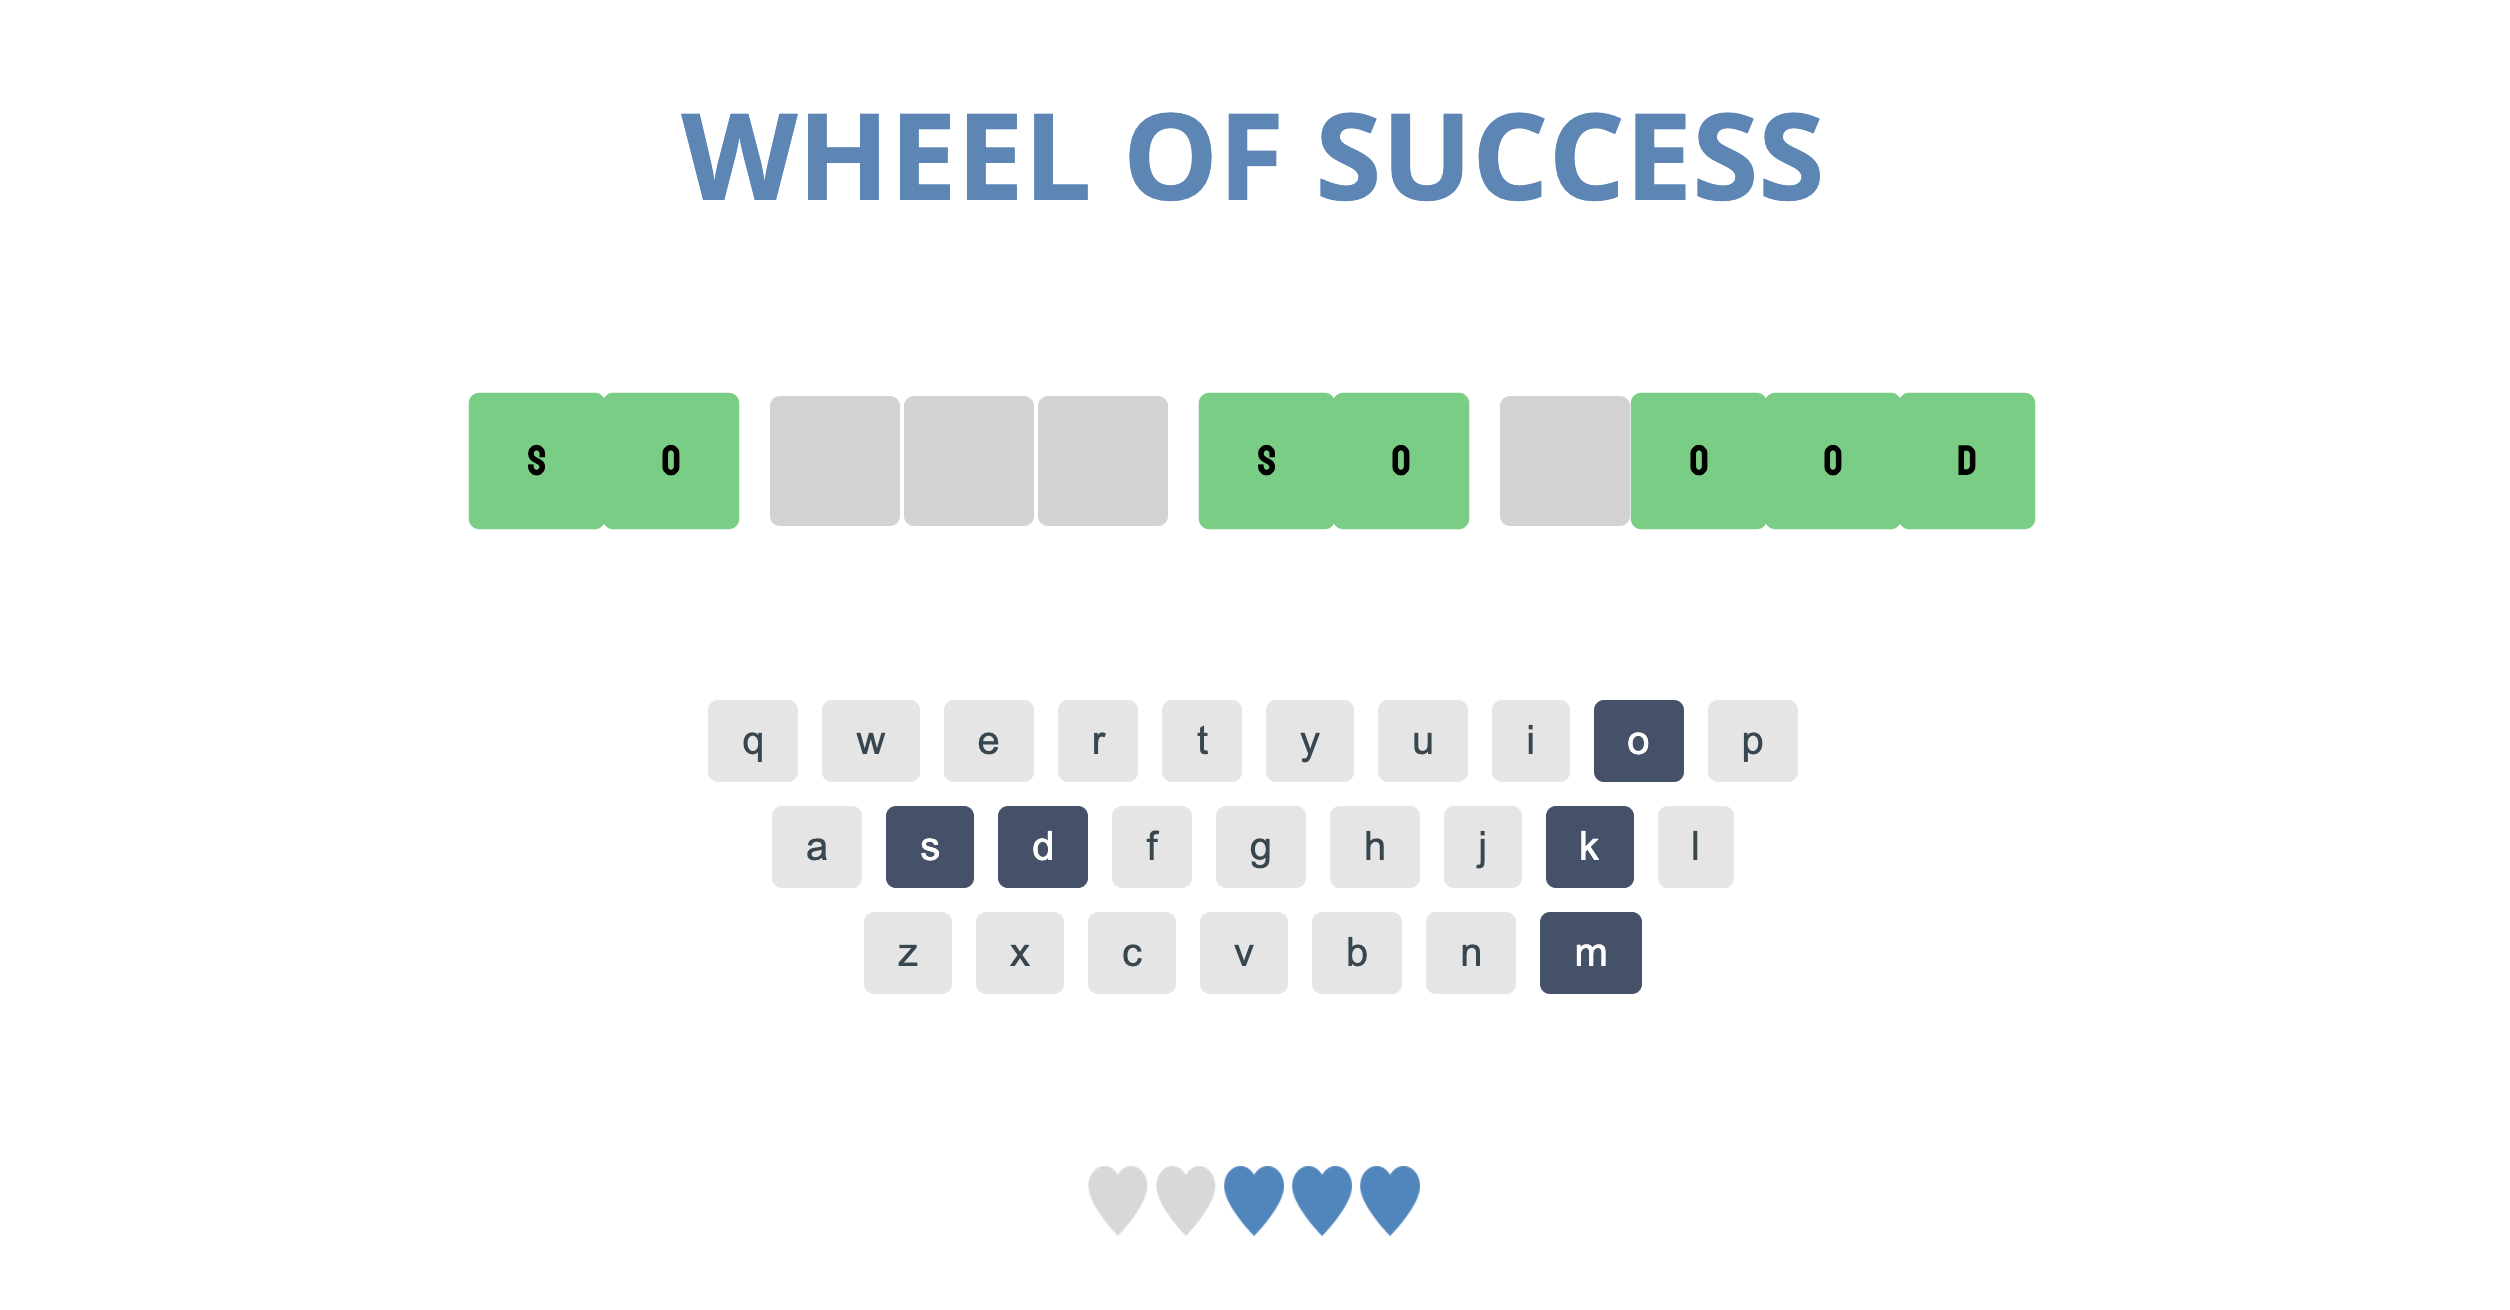 WHEEL OF SUCCESS
S O S O O O D
q w e r t y u i o p
a s d f g h j k l
z x c v b n m